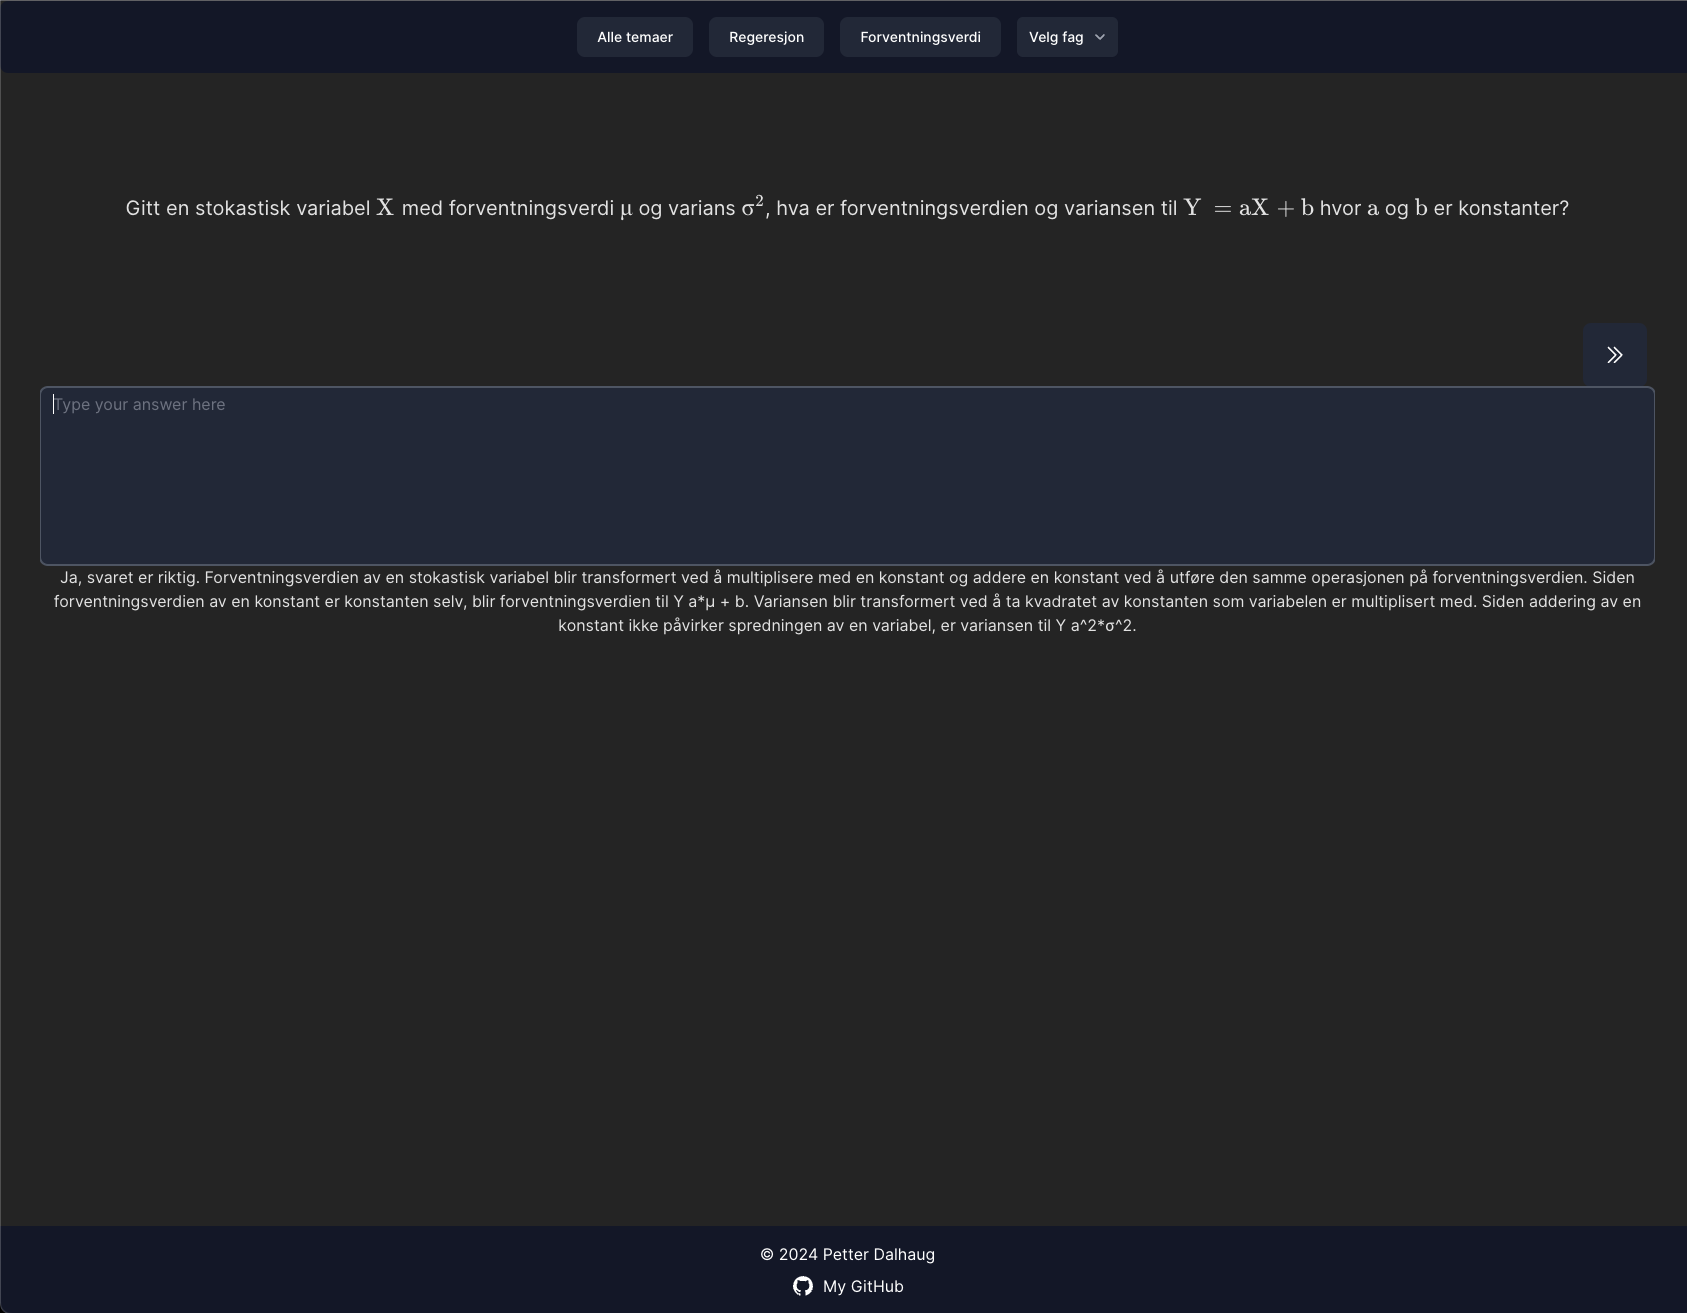 Alle temaer Regeresjon Forventningsverdi Velg fag
Gitt en stokastisk variabel X med forventningsverdi μ og varians σ², hva er forventningsverdien og variansen til Y = aX + b hvor a og b er konstanter?
Type your answer here
Ja, svaret er riktig. Forventningsverdien av en stokastisk variabel blir transformert ved å multiplisere med en konstant og addere en konstant ved å utføre den samme operasjonen på forventningsverdien. Siden
forventningsverdien av en konstant er konstanten selv, blir forventningsverdien til Y a*μ + b. Variansen blir transformert ved å ta kvadratet av konstanten som variabelen er multiplisert med. Siden addering av en
konstant ikke påvirker spredningen av en variabel, er variansen til Y a^2*σ^2.
© 2024 Petter Dalhaug
My GitHub